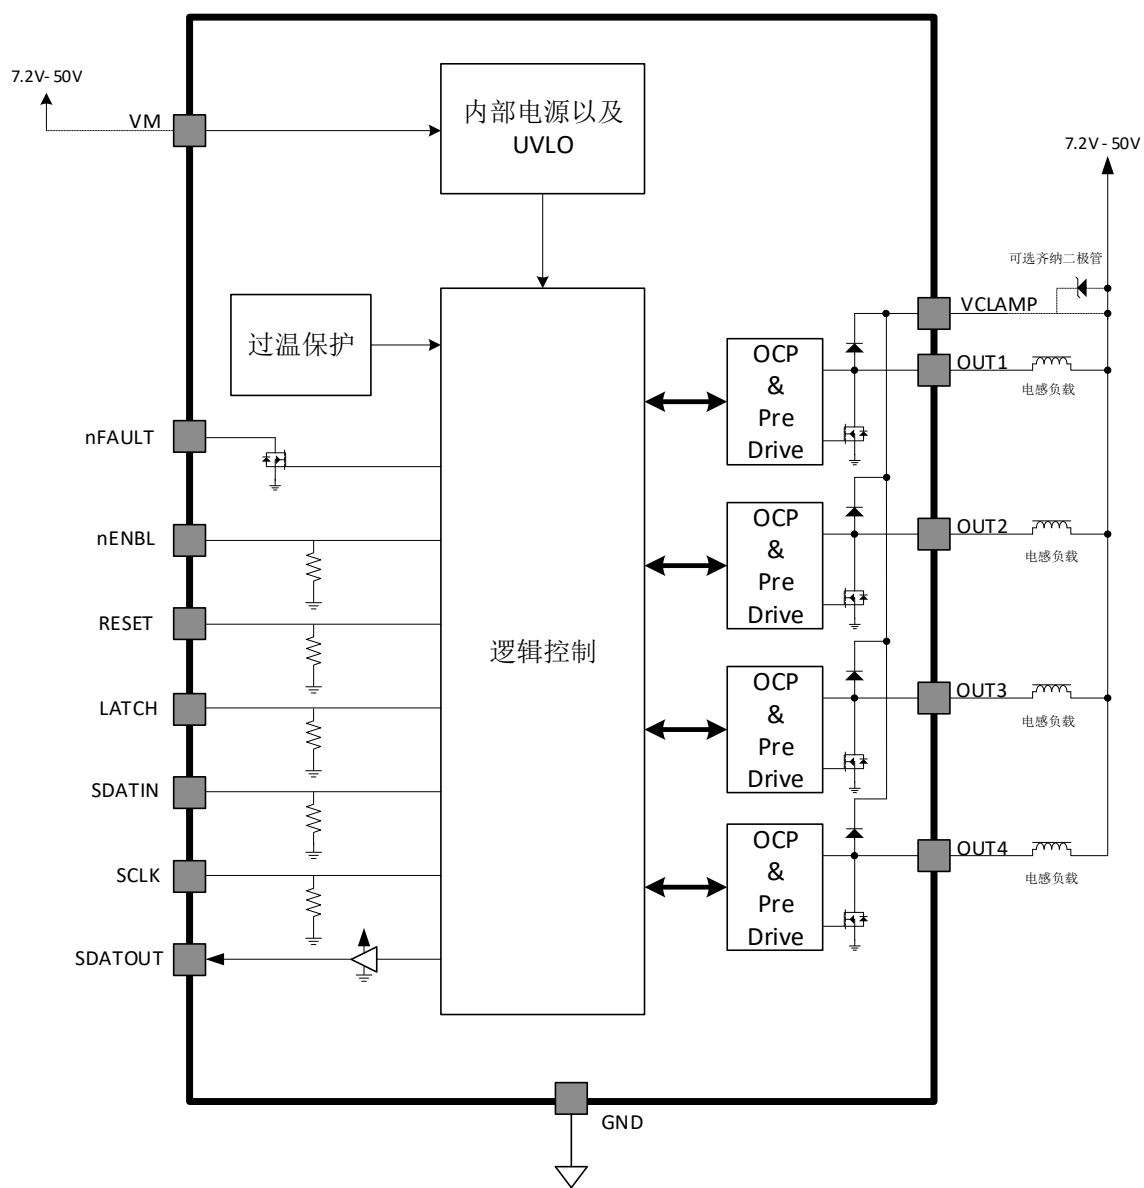 7.2V- 50V
VM
内部电源以及
UVLO
7.2V - 50V
可选齐纳二极管
VCLAMP
过温保护
OCP
&
Pre
Drive
OUT1
电感负载
nFAULT
nENBL
OCP
&
Pre
Drive
OUT2
电感负载
RESET
逻辑控制
LATCH
OCP
&
Pre
Drive
OUT3
电感负载
SDATIN
SCLK
OCP
&
Pre
Drive
OUT4
电感负载
SDATOUT
GND